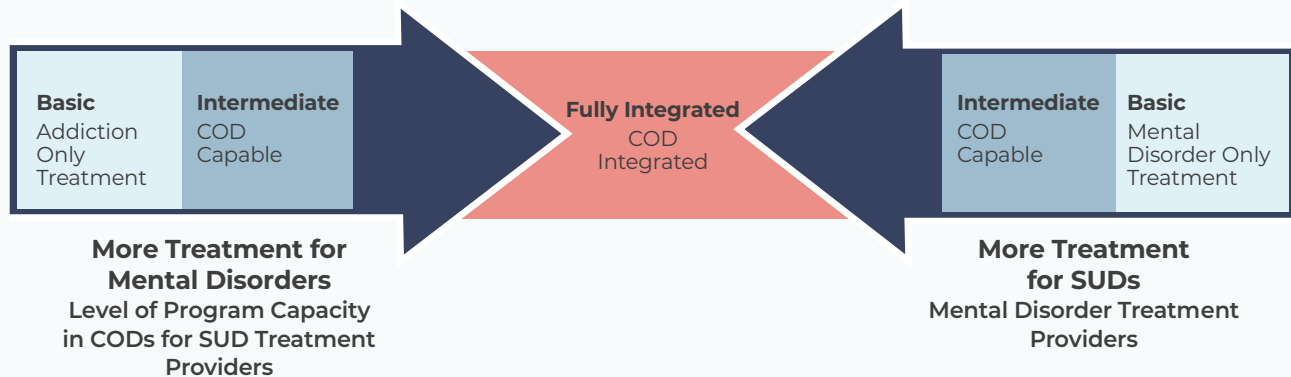 Basic
Addiction
Only
Treatment
Intermediate
COD
Capable
Fully Integrated
COD
Integrated
Intermediate
COD
Capable
Basic
Mental
Disorder Only
Treatment
More Treatment for
Mental Disorders
Level of Program Capacity
in CODs for SUD Treatment
Providers
More Treatment
for SUDs
Mental Disorder Treatment
Providers